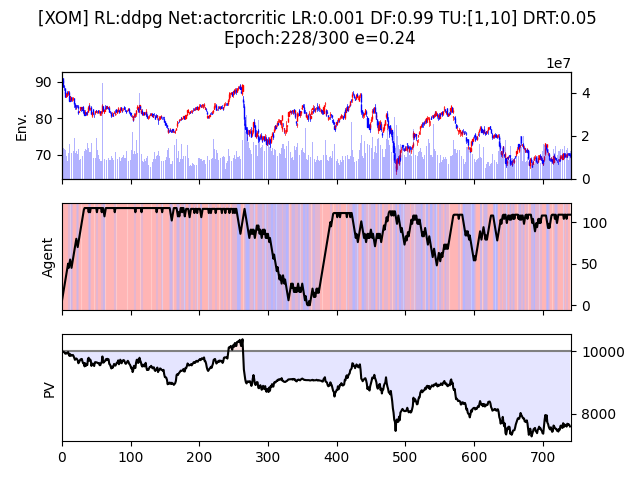 [XOM] RL:ddpg Net:actorcritic LR:0.001 DF:0.99 TU:[1,10] DRT:0.05
Epoch:228/300 e=0.24
1e7
90
80
70
Env.
4
2
0
Agent
100
50
0
PV
10000
8000
0 100 200 300 400 500 600 700